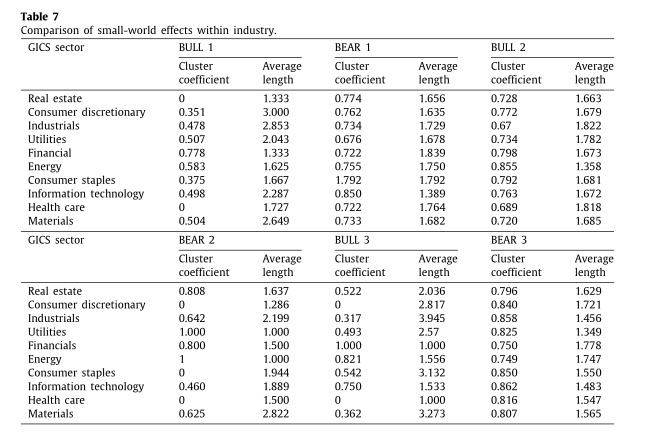 Table 7
Comparison of small-world effects within industry.
GICS sector BULL 1 BEAR 1 BULL 2
Cluster coefficient Average length Cluster coefficient Average length Cluster coefficient Average length
Real estate 0 1.333 0.774 1.656 0.728 1.663
Consumer discretionary 0.351 3.000 0.762 1.635 0.772 1.679
Industrials 0.478 2.853 0.734 1.729 0.67 1.822
Utilities 0.507 2.043 0.676 1.678 0.734 1.782
Financial 0.778 1.333 0.722 1.839 0.798 1.673
Energy 0.583 1.625 0.755 1.750 0.855 1.358
Consumer staples 0.375 1.667 1.792 1.792 0.792 1.681
Information technology 0.498 2.287 0.850 1.389 0.763 1.672
Health care 0 1.727 0.722 1.764 0.689 1.818
Materials 0.504 2.649 0.733 1.682 0.720 1.685
GICS sector BEAR 2 BULL 3 BEAR 3
Cluster coefficient Average length Cluster coefficient Average length Cluster coefficient Average length
Real estate 0.808 1.637 0.522 2.036 0.796 1.629
Consumer discretionary 0 1.286 0 2.817 0.840 1.721
Industrials 0.642 2.199 0.317 3.945 0.858 1.456
Utilities 1.000 1.000 0.493 2.57 0.825 1.349
Financials 0.800 1.500 1.000 1.000 0.750 1.778
Energy 1 1.000 0.821 1.556 0.749 1.747
Consumer staples 0 1.944 0.542 3.132 0.850 1.550
Information technology 0.460 1.889 0.750 1.533 0.862 1.483
Health care 0 1.500 0 1.000 0.816 1.547
Materials 0.625 2.822 0.362 3.273 0.807 1.565